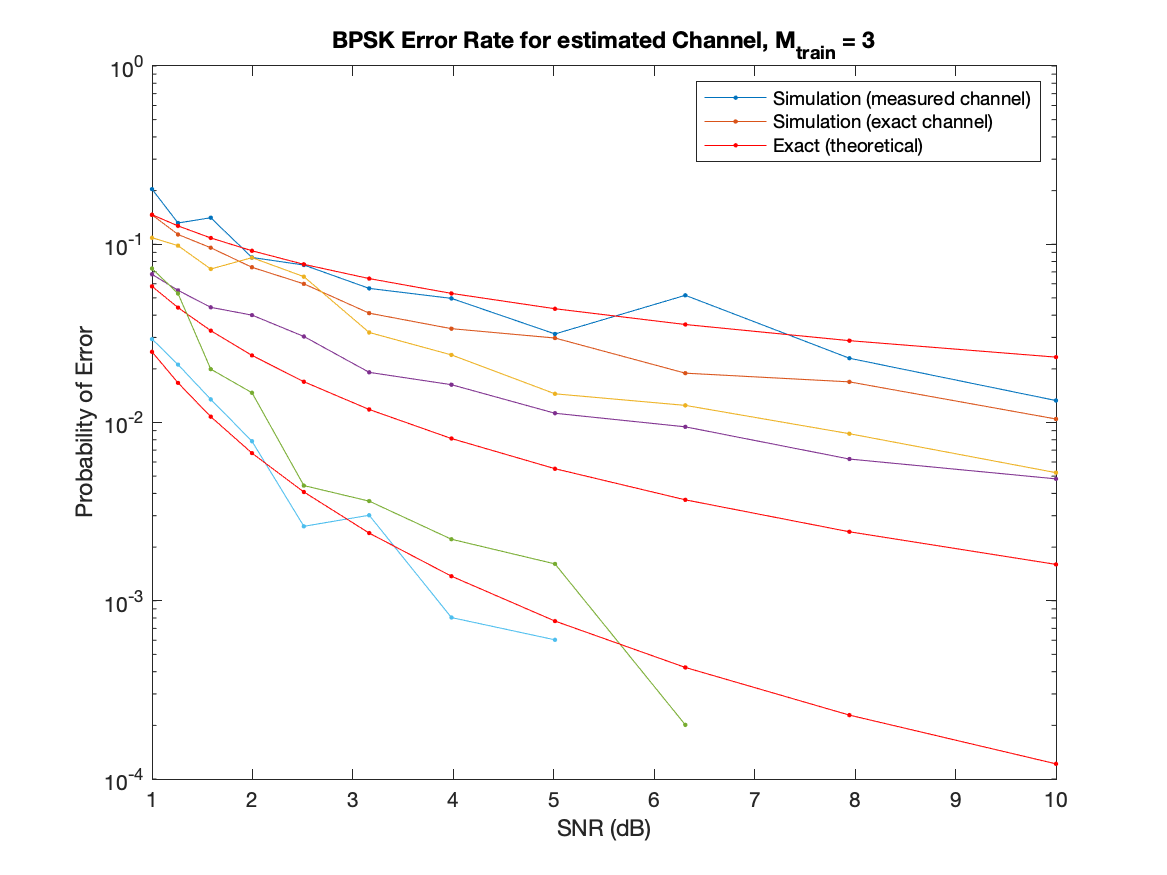 BPSK Error Rate for estimated Channel, M_train = 3
Simulation (measured channel)
Simulation (exact channel)
Exact (theoretical)
10^0
10^-1
10^-2
10^-3
10^-4
Probability of Error
1 2 3 4 5 6 7 8 9 10
SNR (dB)